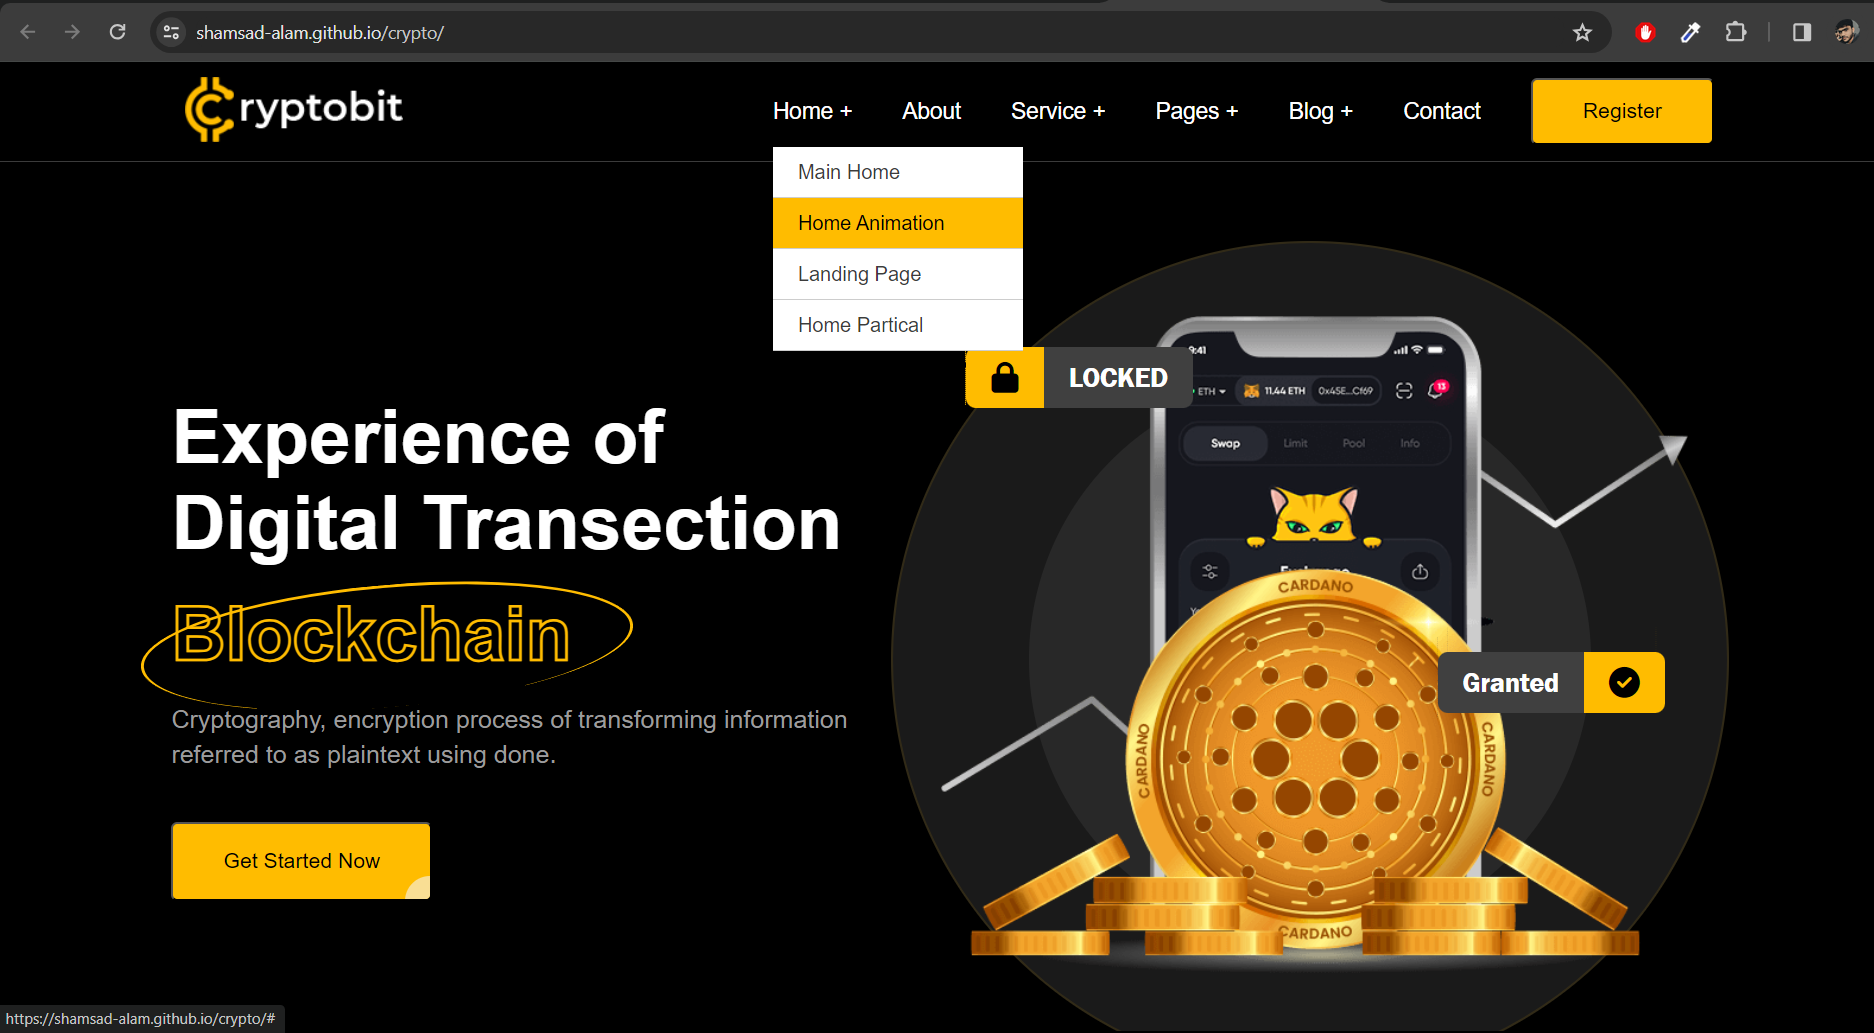 shamsad-alam.github.io/crypto/
ryptobit
Home +
About
Service +
Pages +
Blog +
Contact
Register
Main Home
Home Animation
Landing Page
Home Partical
LOCKED
9:41
ETH
11.44 ETH
0x45E...Cf69
13
Swap
Limit
Pool
Info
Experience of
Digital Transection
Blockchain
Cryptography, encryption process of transforming information
referred to as plaintext using done.
Get Started Now
CARDANO
CARDANO
CARDANO
CARDANO
Granted
https://shamsad-alam.github.io/crypto/#